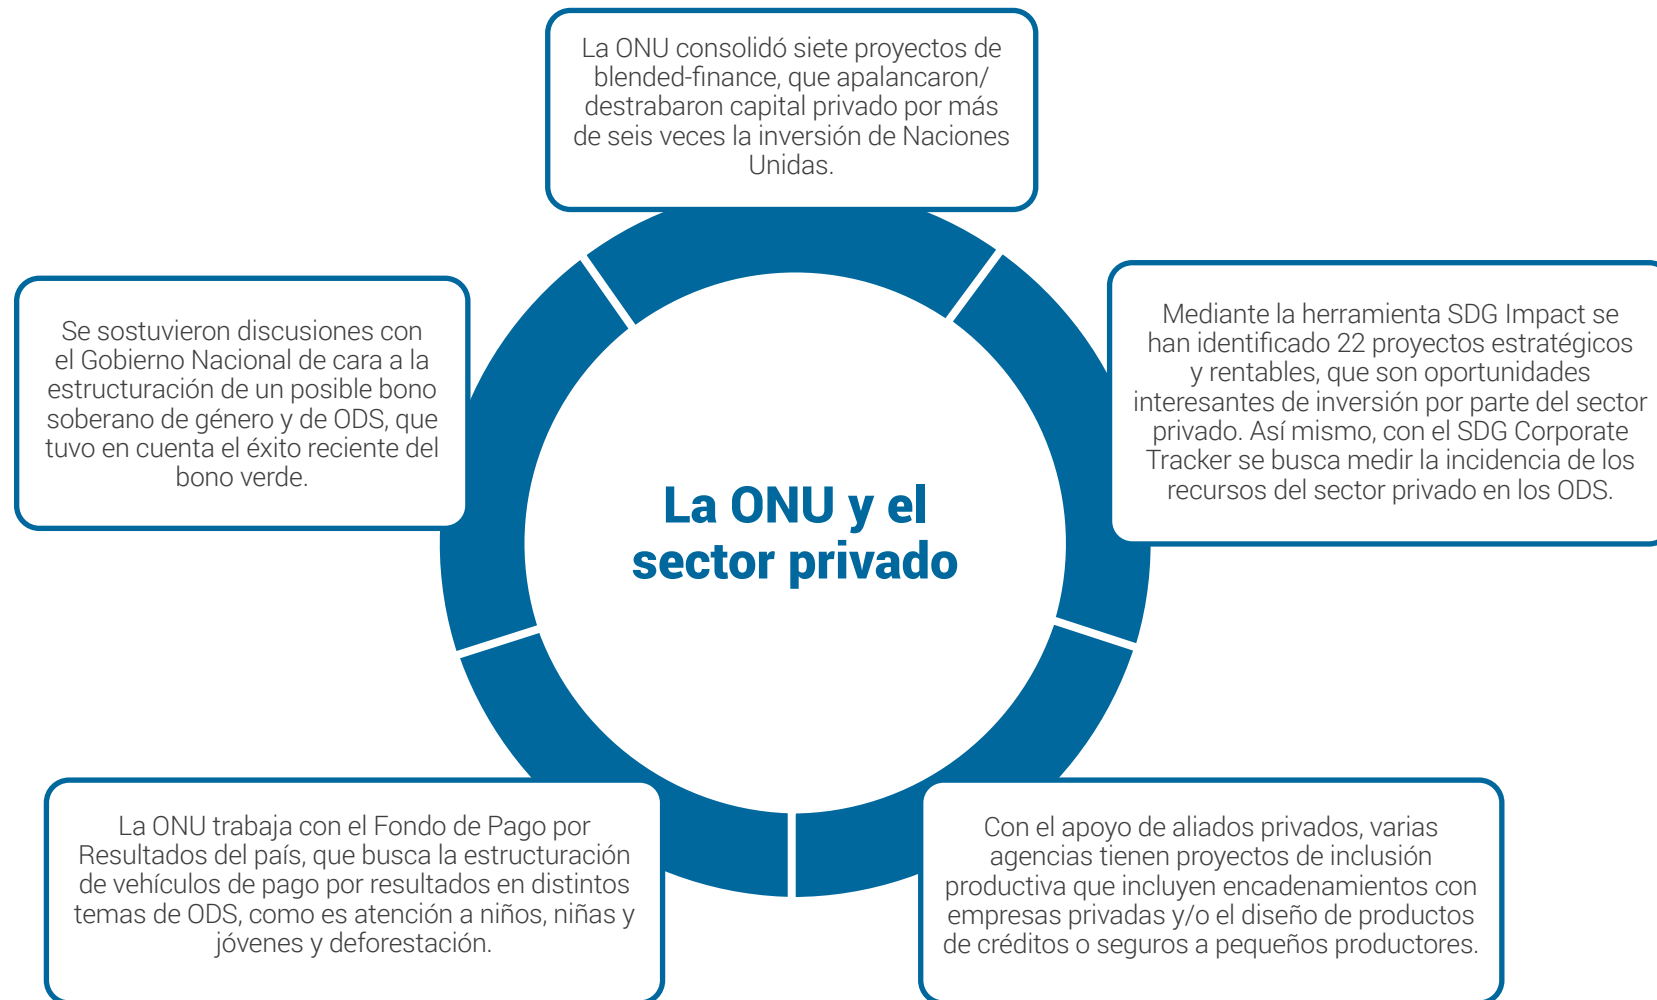 La ONU consolidó siete proyectos de
blended-finance, que apalancaron/
destrabaron capital privado por más
de seis veces la inversión de Naciones
Unidas.
Se sostuvieron discusiones con
el Gobierno Nacional de cara a la
estructuración de un posible bono
soberano de género y de ODS, que
tuvo en cuenta el éxito reciente del
bono verde.
Mediante la herramienta SDG Impact se
han identificado 22 proyectos estratégicos
y rentables, que son oportunidades
interesantes de inversión por parte del sector
privado. Así mismo, con el SDG Corporate
Tracker se busca medir la incidencia de los
recursos del sector privado en los ODS.
La ONU y el
sector privado
La ONU trabaja con el Fondo de Pago por
Resultados del país, que busca la estructuración
de vehículos de pago por resultados en distintos
temas de ODS, como es atención a niños, niñas y
jóvenes y deforestación.
Con el apoyo de aliados privados, varias
agencias tienen proyectos de inclusión
productiva que incluyen encadenamientos con
empresas privadas y/o el diseño de productos
de créditos o seguros a pequeños productores.